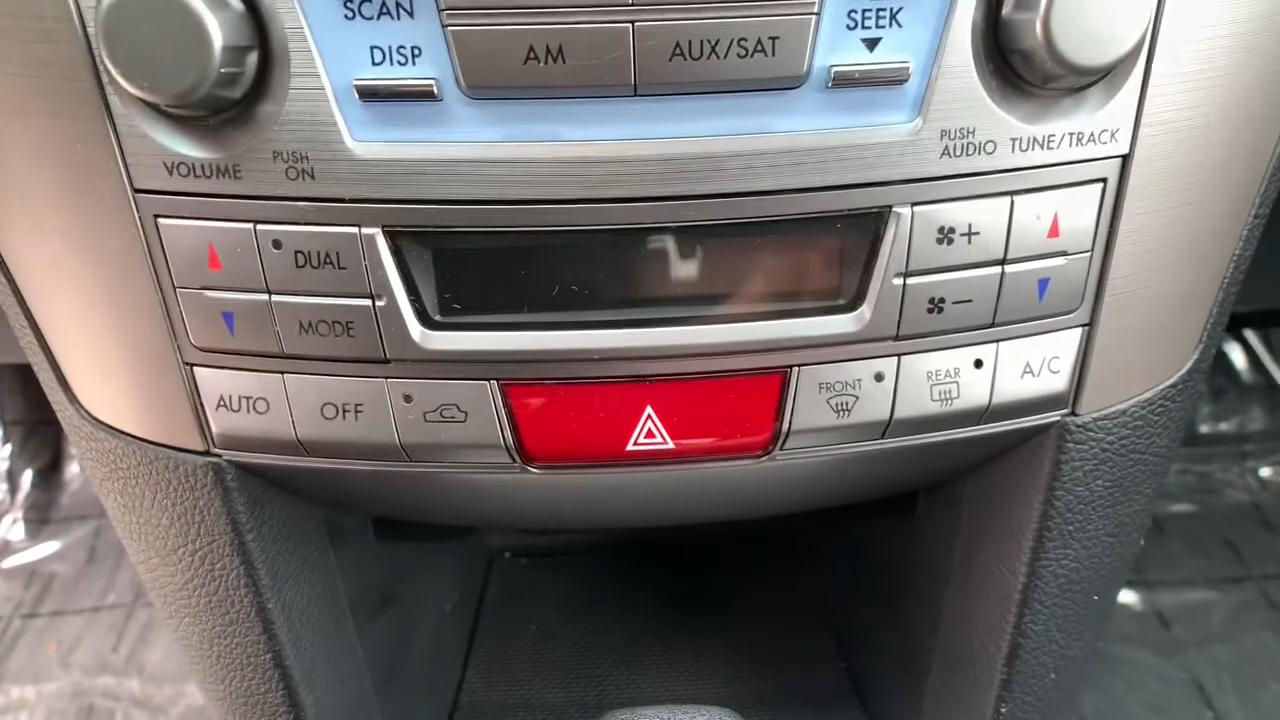 SCAN
DISP
AM
AUX/SAT
SEEK
VOLUME
PUSH
ON
PUSH
AUDIO
TUNE/TRACK
DUAL
MODE
AUTO
OFF
FRONT
REAR
A/C